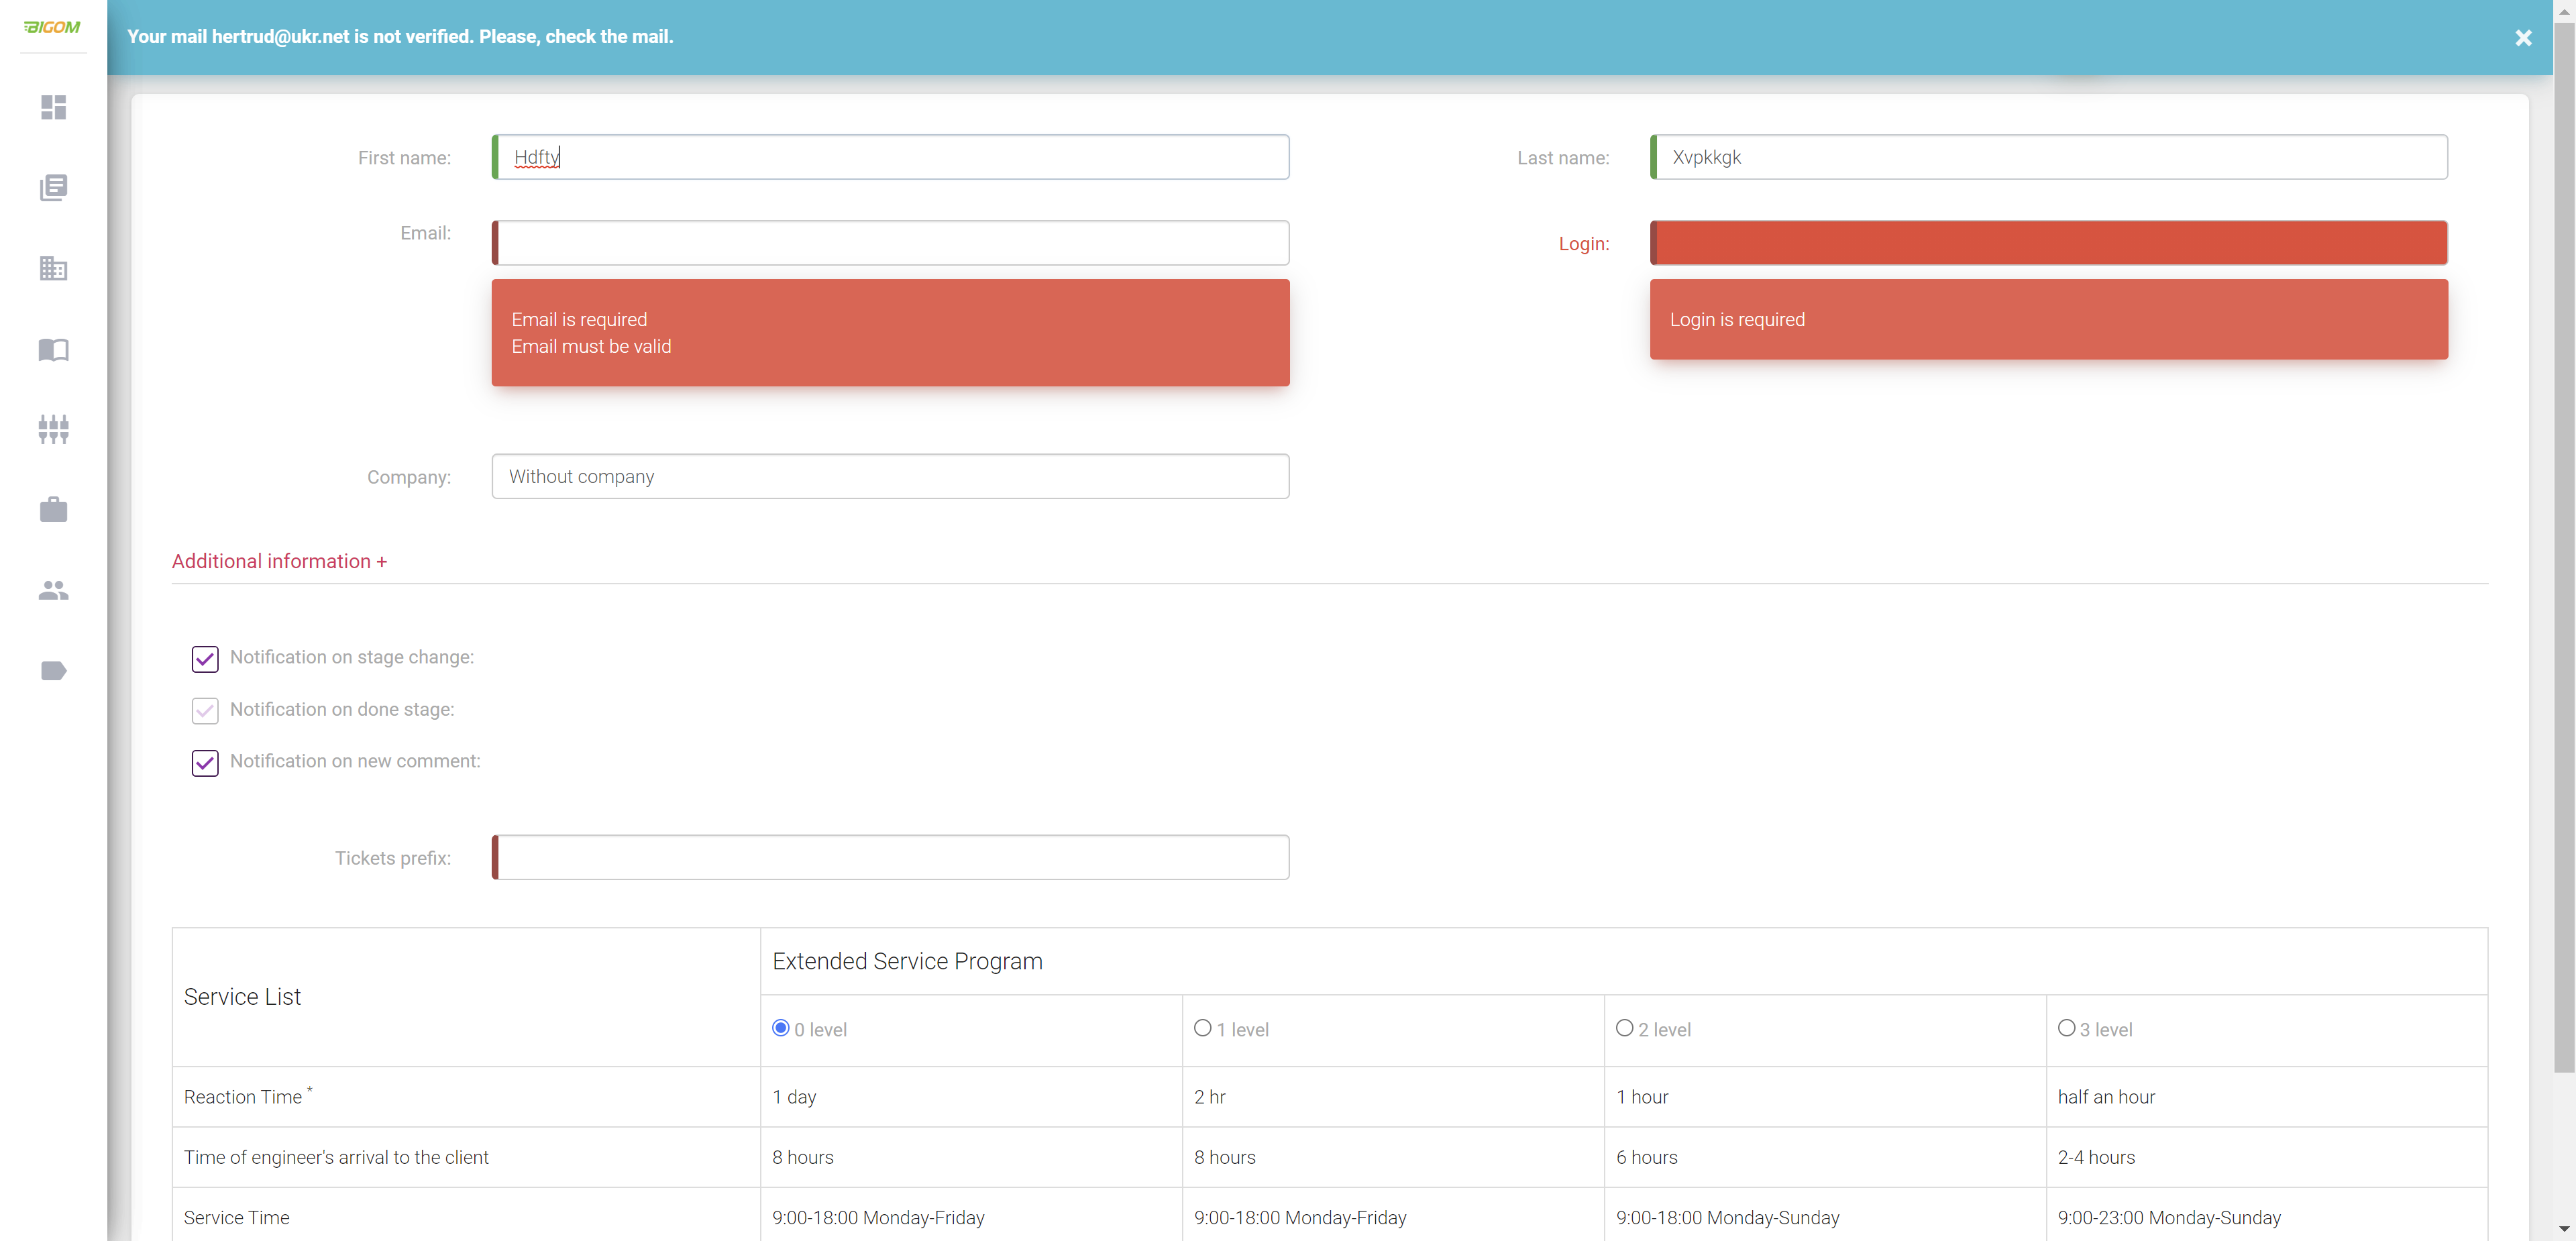 BIGOM
Your mail hertrud@ukr.net is not verified. Please, check the mail.
First name:
Hdfty
Last name:
Xvpkkgk
Email:
Login:
Email is required
Email must be valid
Login is required
Company:
Without company
Additional information +
Notification on stage change:
Notification on done stage:
Notification on new comment:
Tickets prefix:
Service List
Extended Service Program
0 level
1 level
2 level
3 level
Reaction Time *
1 day
2 hr
1 hour
half an hour
Time of engineer's arrival to the client
8 hours
8 hours
6 hours
2-4 hours
Service Time
9:00-18:00 Monday-Friday
9:00-18:00 Monday-Friday
9:00-18:00 Monday-Sunday
9:00-23:00 Monday-Sunday